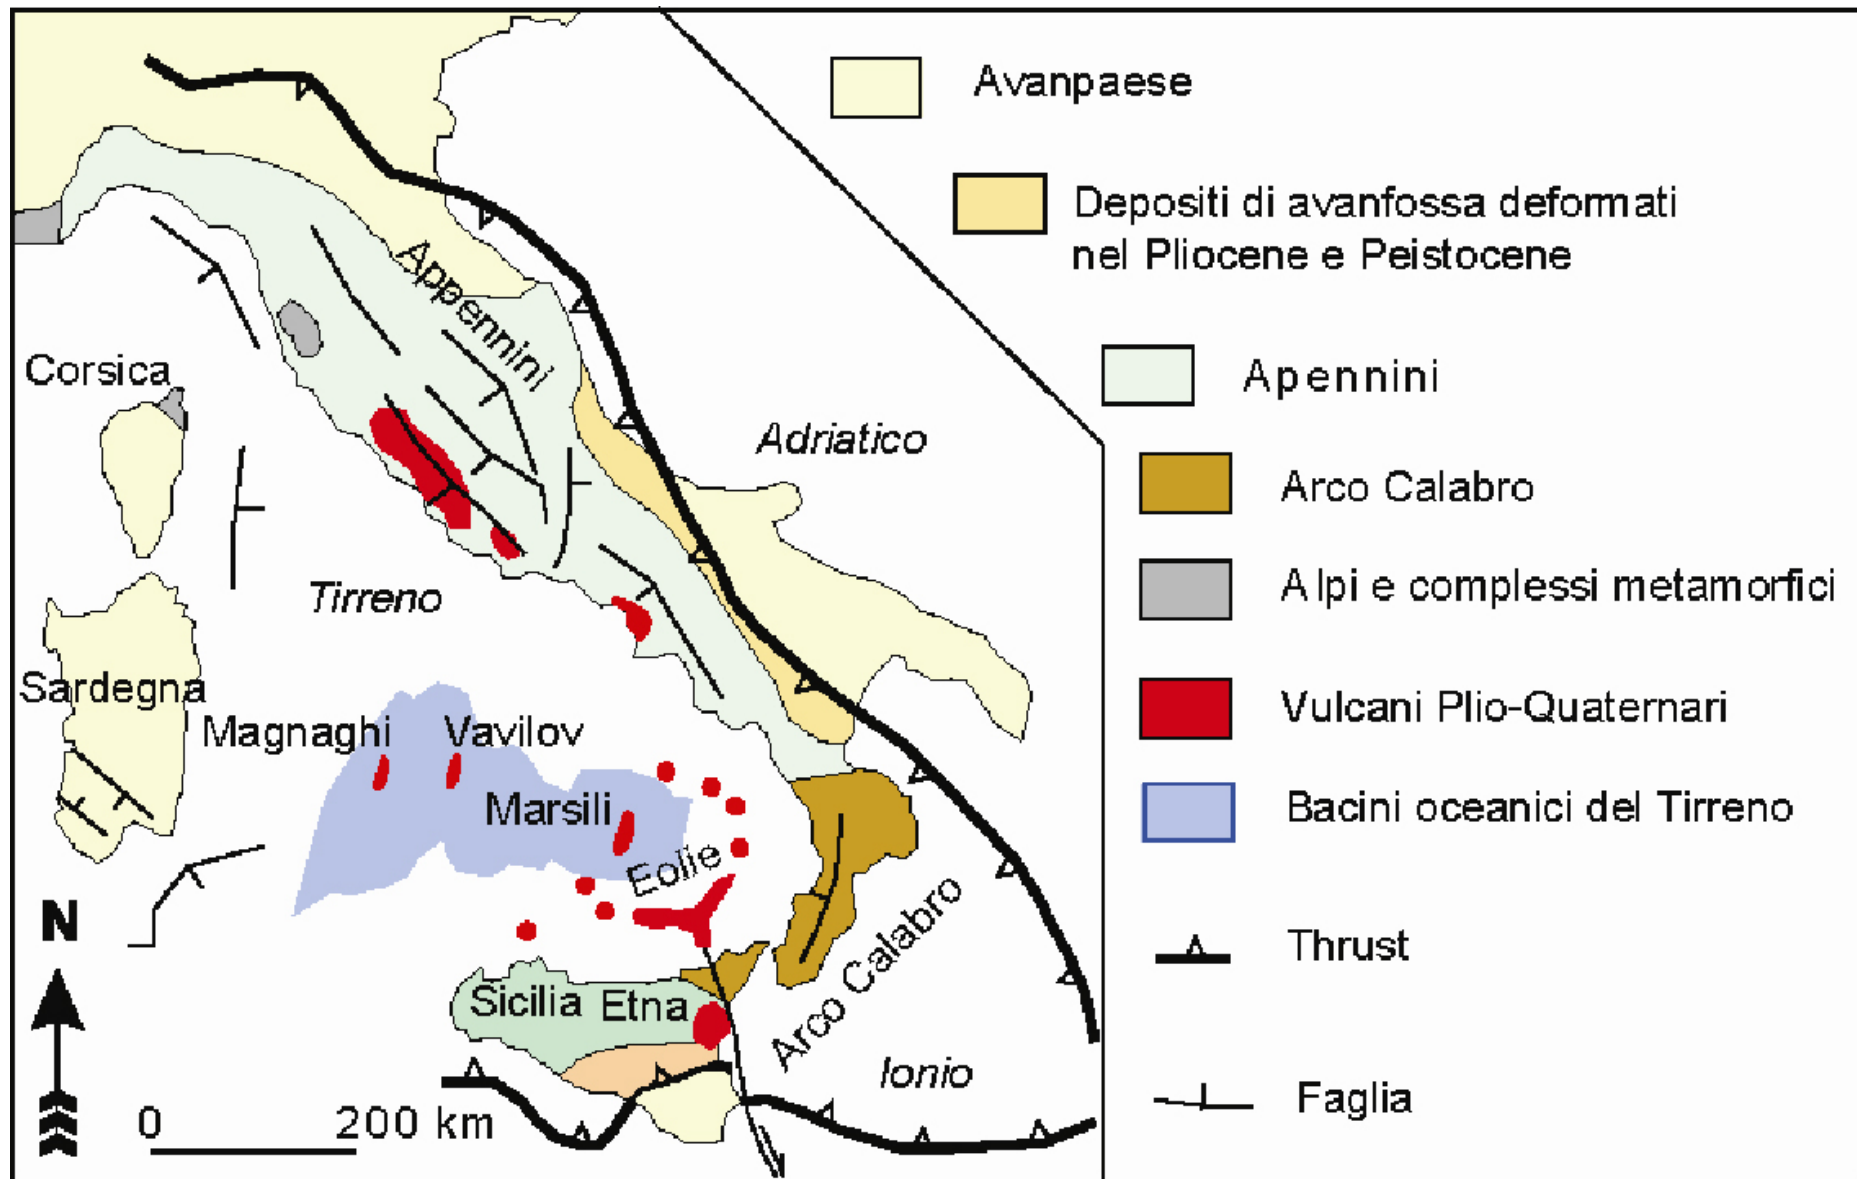 Avanpaese
Depositi di avanfossa deformati
nel Pliocene e Peistocene
Apennini
Arco Calabro
Alpi e complessi metamorfici
Vulcani Plio-Quaternari
Bacini oceanici del Tirreno
Thrust
Faglia
Appennini
Corsica
Adriatico
Tirreno
Sardegna
Magnaghi
Vavilov
Marsili
Eolie
N
Arco Calabro
Sicilia
Etna
Ionio
0
200 km